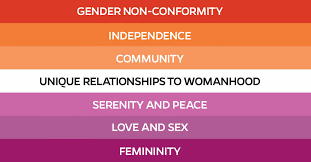 GENDER NON-CONFORMITY
INDEPENDENCE
COMMUNITY
UNIQUE RELATIONSHIPS TO WOMANHOOD
SERENITY AND PEACE
LOVE AND SEX
FEMININITY